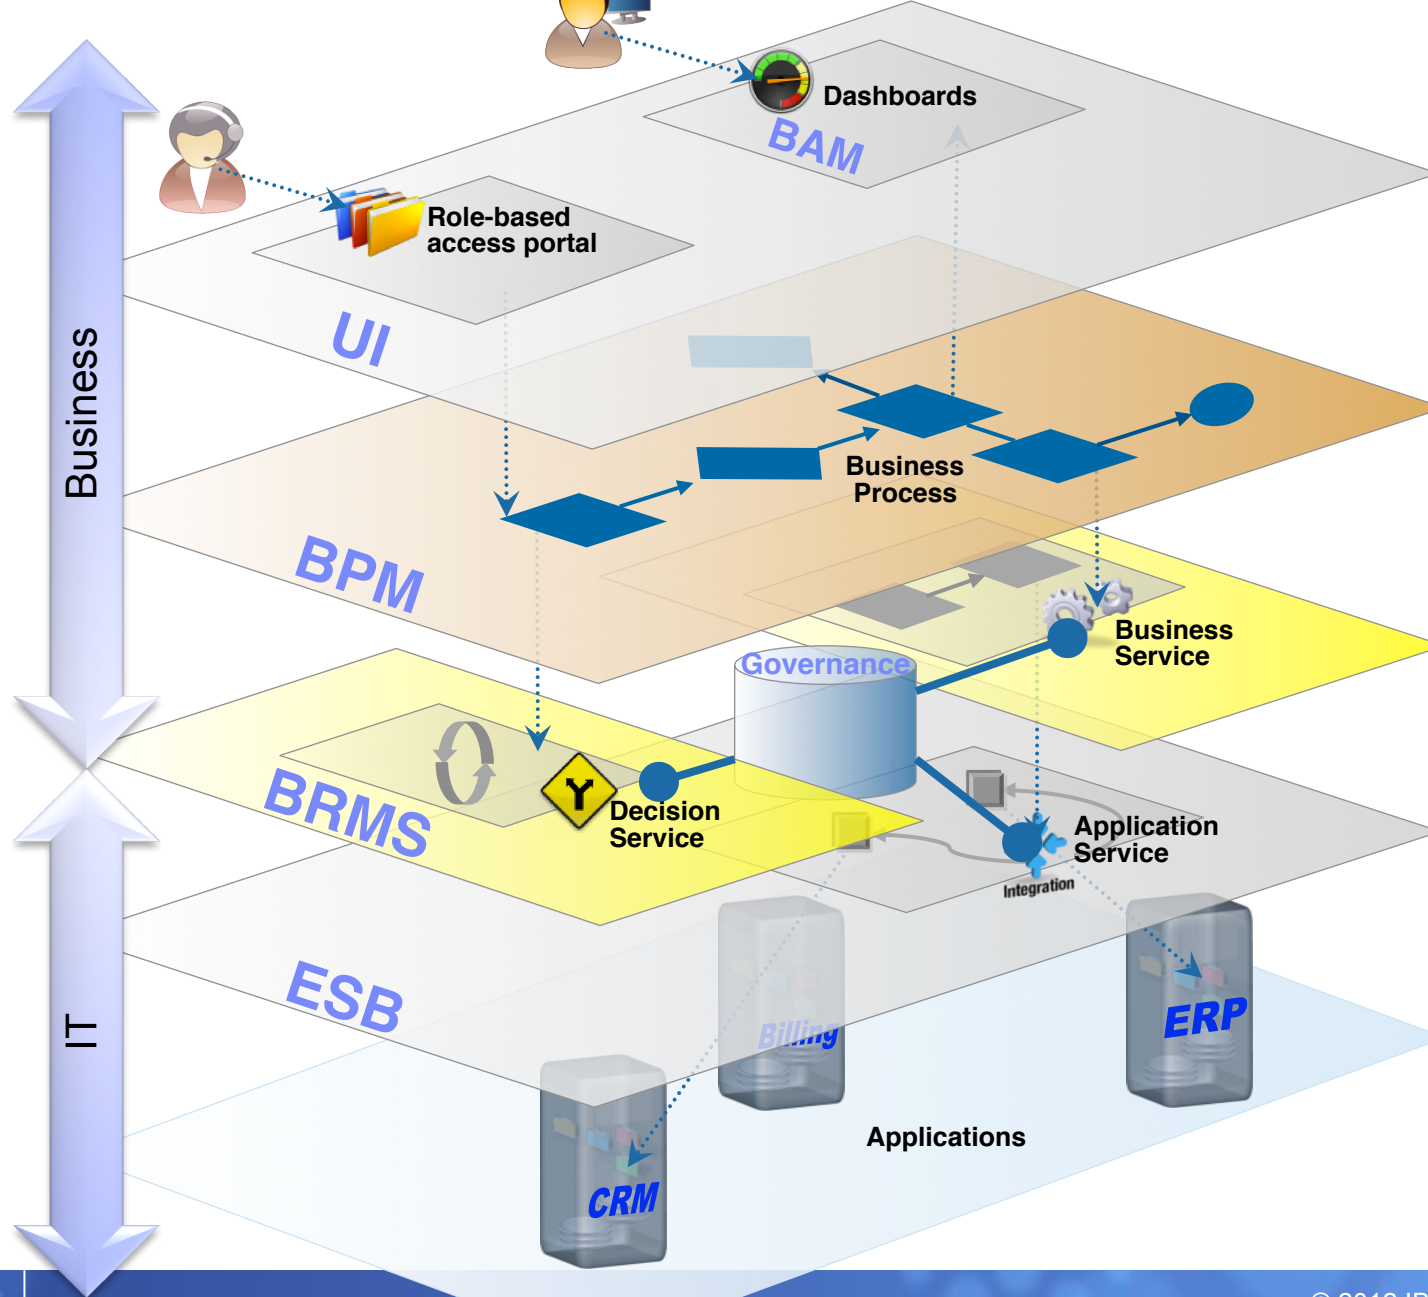 Dashboards
BAM
Role-based
access portal
UI
Business
Business
Process
BPM
Business
Service
Governance
BRMS
Decision
Service
Application
Service
Integration
ESB
IT
Billing
ERP
Applications
CRM